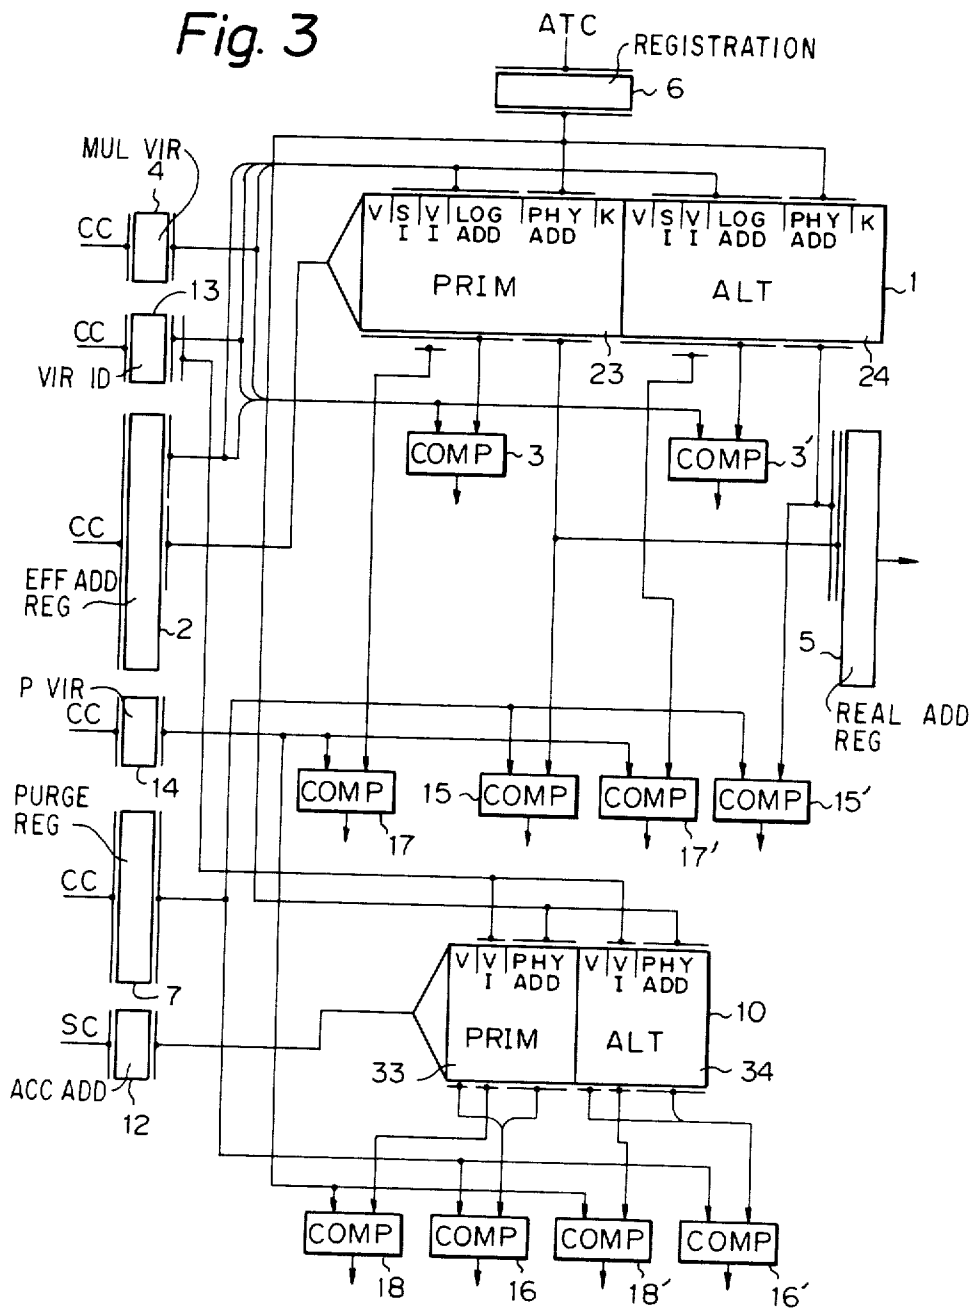 Fig. 3
ATC
REGISTRATION
6
MUL VIR
4
CC
V S I V I LOG ADD PHY ADD K V S I V I LOG ADD PHY ADD K
PRIM
ALT
1
13
CC
VIR ID
23
24
COMP
3
COMP
3'
CC
EFF ADD
REG
2
5
REAL ADD
REG
P VIR
CC
14
COMP
17
15
COMP
COMP
17'
COMP
15'
PURGE
REG
CC
7
V V I PHY ADD V V I PHY ADD
PRIM
ALT
10
33
34
SC
ACC ADD
12
COMP
18
COMP
16
COMP
18'
COMP
16'